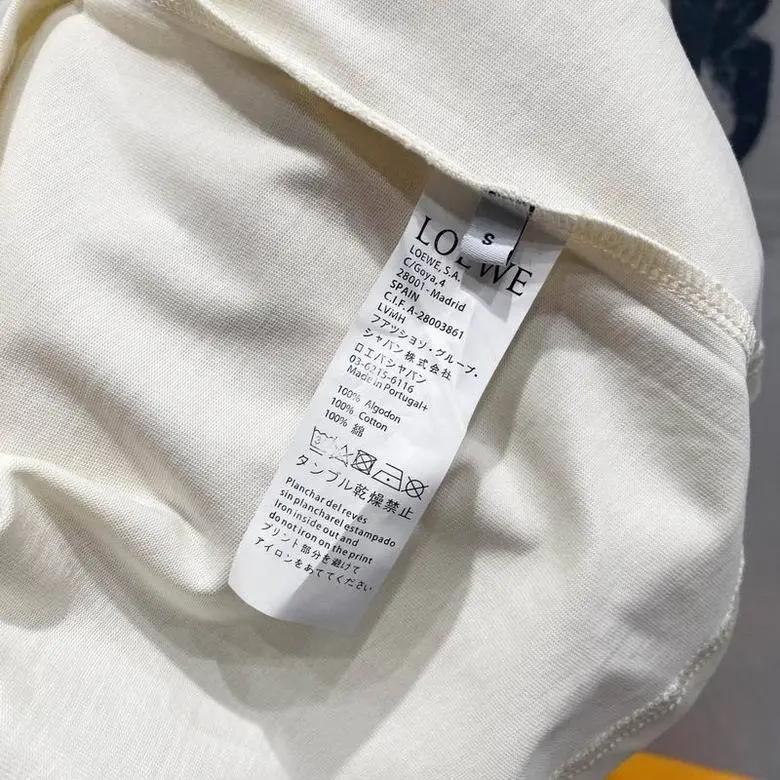 S
LOEWE
LOEWE, S.A.
C/Goya, 4
28001 - Madrid
SPAIN
C.I.F. A-28003861
LVMH
ファッション・グループ・
ジャパン株式会社
ロエベジャパン
03-6215-6116
Made in Portugal+
100% Algodon
100% Cotton
100% 綿
タンブル乾燥禁止
Planchar del revés
sin planchar el estampado
Iron inside out and
do not iron on the print
プリント部分を避けて
アイロンをあててください